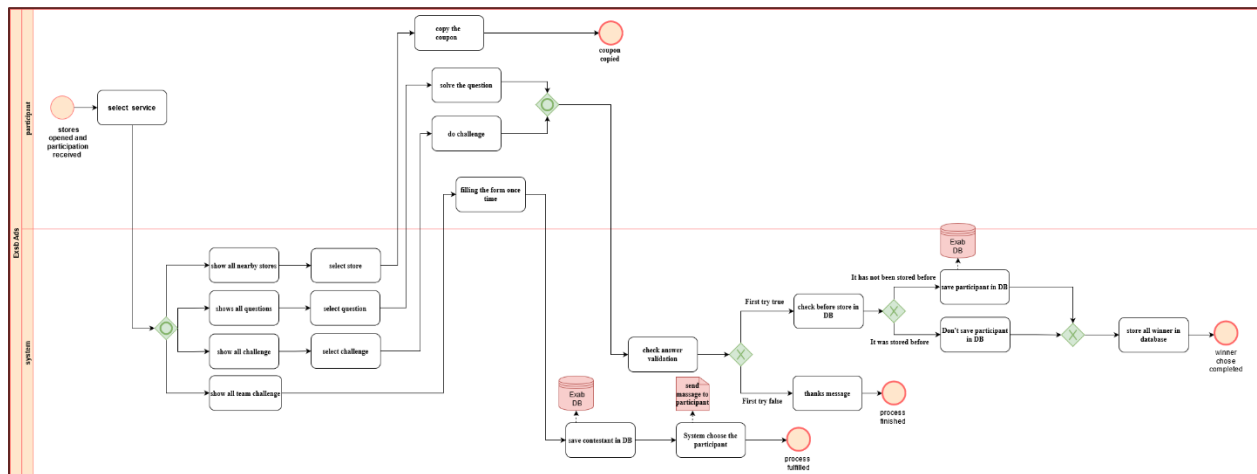 Exsb Ads
participant
system
stores
opened and
participation
received
select service
copy the
coupon
coupon
copied
solve the question
do challenge
filling the form once
time
show all nearby stores
select store
shows all questions
select question
show all challenge
select challenge
show all team challenge
check answer
validation
First try true
First try false
check before store in
DB
It has not been stored before
It was stored before
Exab
DB
save participant in DB
Don't save participant
in DB
store all winner in
database
winner
chose
completed
thanks message
process
finished
Exab
DB
save contestant in DB
send
massage to
participant
System choose the
participant
process
fulfilled